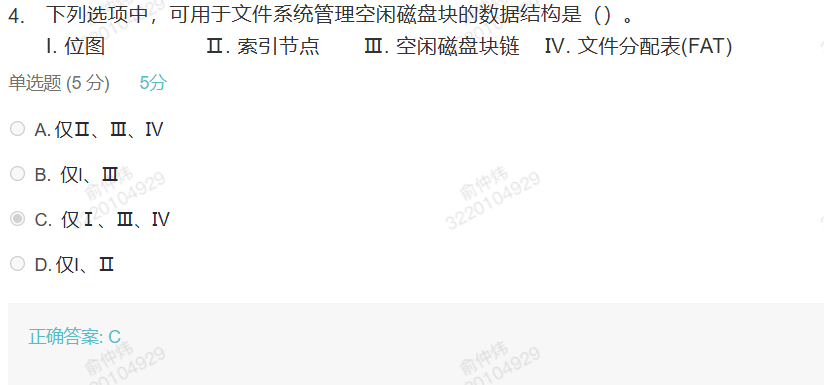 4. 下列选项中，可用于文件系统管理空闲磁盘块的数据结构是（）。
I. 位图 Ⅱ. 索引节点 Ⅲ. 空闲磁盘块链 Ⅳ. 文件分配表(FAT)
单选题 (5 分) 5分
A. 仅Ⅱ、Ⅲ、Ⅳ
B. 仅I、Ⅲ
俞仲炜
3220104929
俞仲炜
3220104929
C. 仅Ⅰ、Ⅲ、Ⅳ
D. 仅I、Ⅱ
正确答案: C
俞仲炜
3220104929
俞仲炜
3220104929